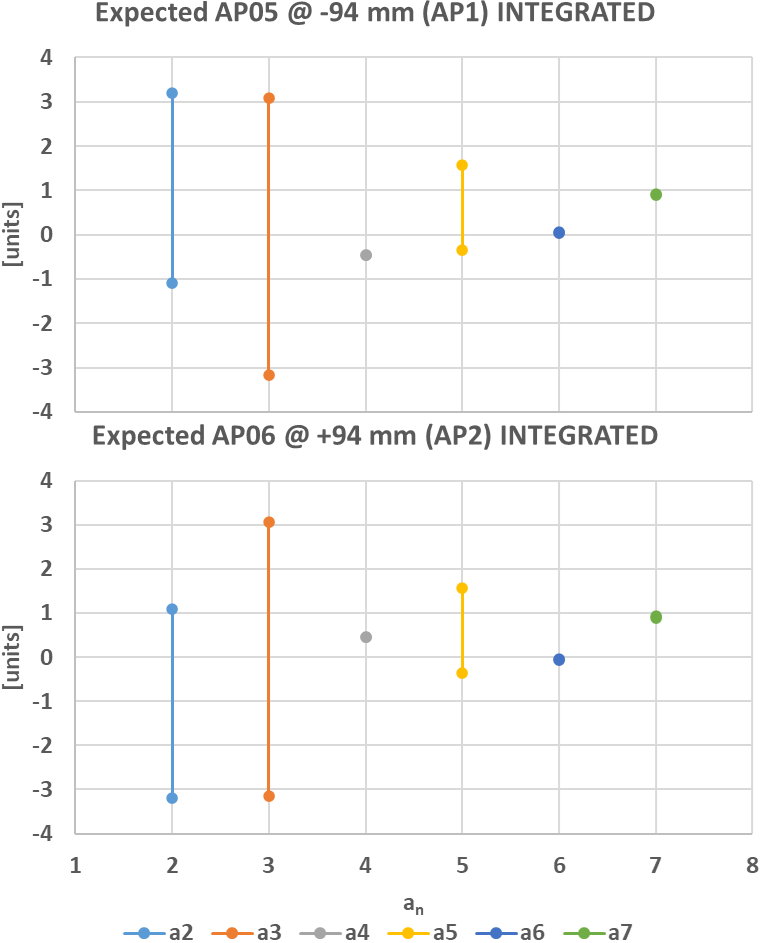 Expected AP05 @ -94 mm (AP1) INTEGRATED
4
3
2
1
0
-1
-2
-3
-4
[units]
Expected AP06 @ +94 mm (AP2) INTEGRATED
4
3
2
1
0
-1
-2
-3
-4
[units]
1 2 3 4 5 6 7 8
an
a2 a3 a4 a5 a6 a7